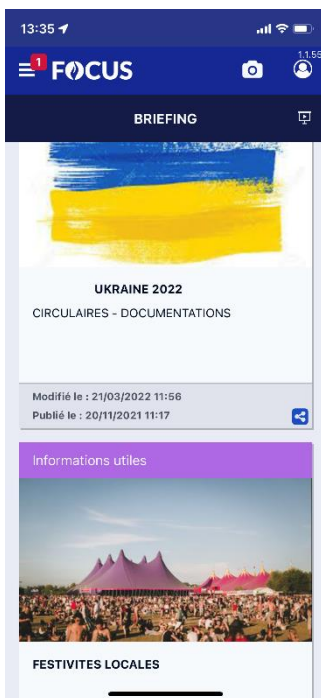 13:35
1
FOCUS
1.1.55
BRIEFING
UKRAINE 2022
CIRCULAIRES - DOCUMENTATIONS
Modifié le : 21/03/2022 11:56
Publié le : 20/11/2021 11:17
Informations utiles
FESTIVITES LOCALES